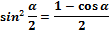 sin² α/2 = (1 − cos α)/2